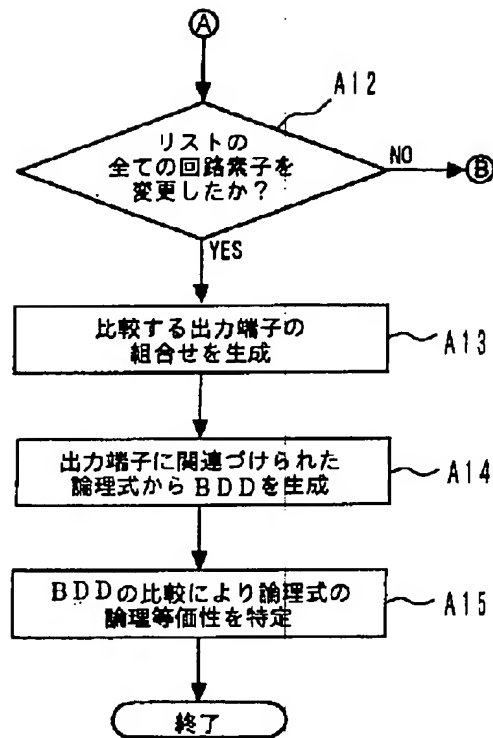 A
A12
リストの
全ての回路素子を
変更したか?
NO
B
YES
比較する出力端子の
組合せを生成
A13
出力端子に関連づけられた
論理式からBDDを生成
A14
BDDの比較により論理式の
論理等価性を特定
A15
終了